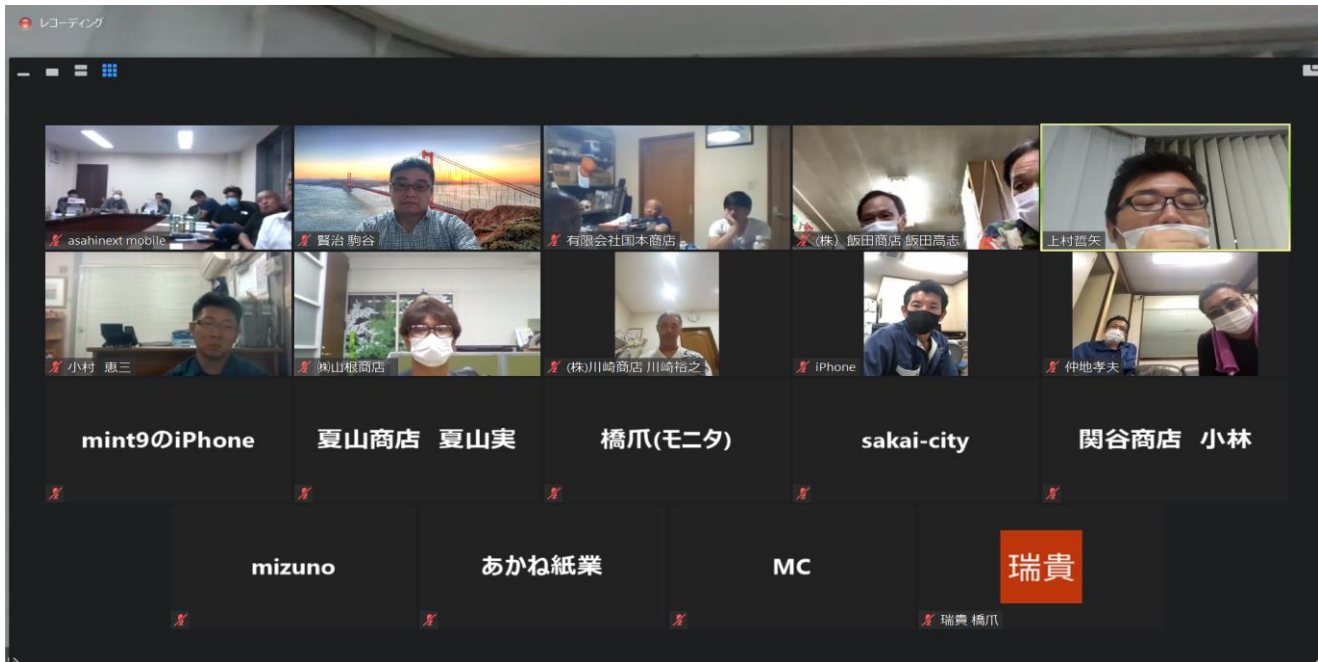 レコーディング
asahinext mobile
賢治 駒谷
有限会社国本商店
(株) 飯田商店 飯田高志
上村哲矢
小村 恵三
㈱山根商店
(株)川崎商店 川崎裕之
iPhone
仲地孝夫
mint9のiPhone
夏山商店 夏山実
橋爪(モニタ)
sakai-city
関谷商店 小林
mizuno
あかね紙業
MC
瑞貴
瑞貴 橋爪